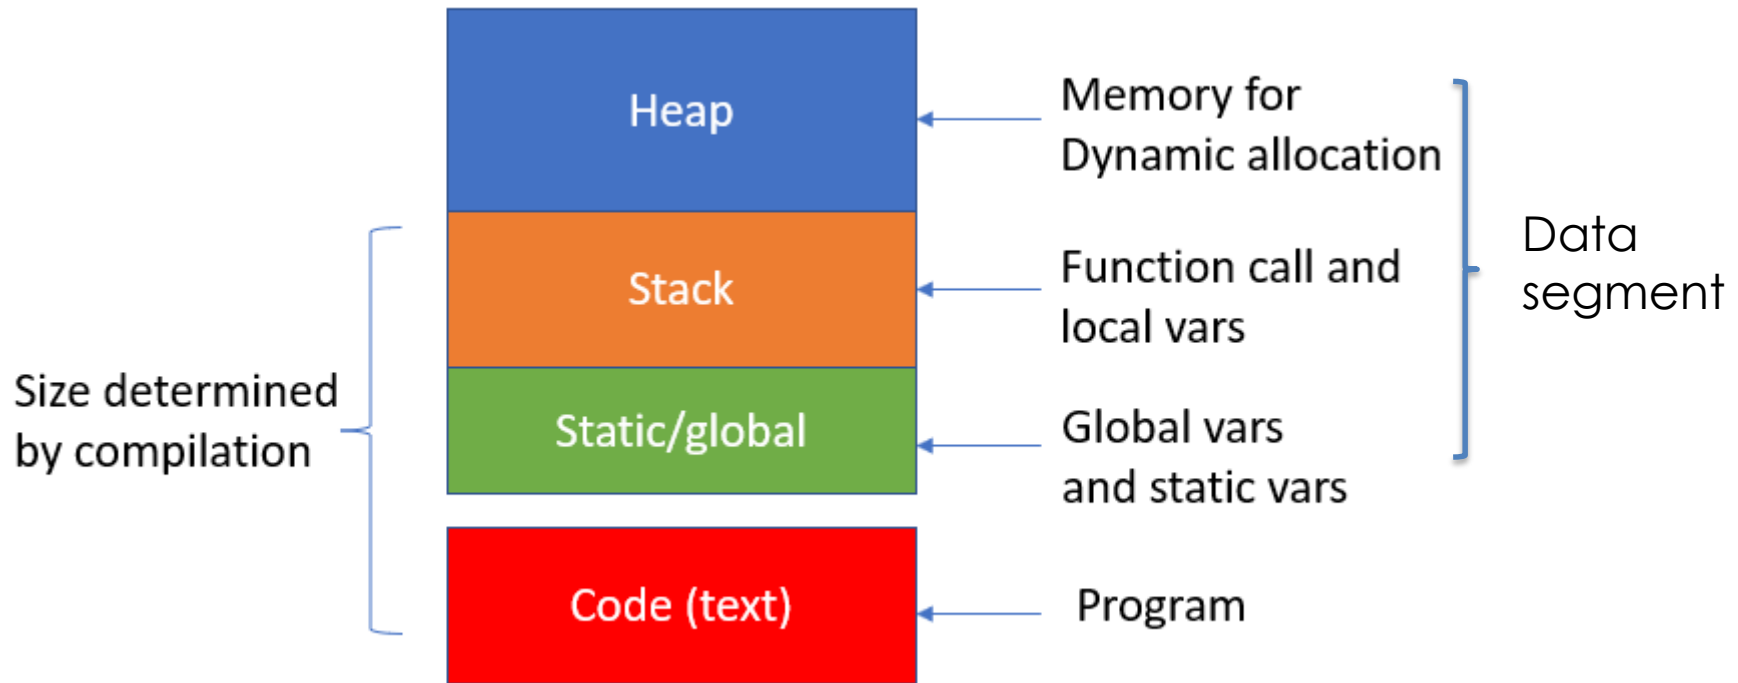 Heap
Memory for
Dynamic allocation
Stack
Function call and
local vars
Data
segment
Size determined
by compilation
Static/global
Global vars
and static vars
Code (text)
Program